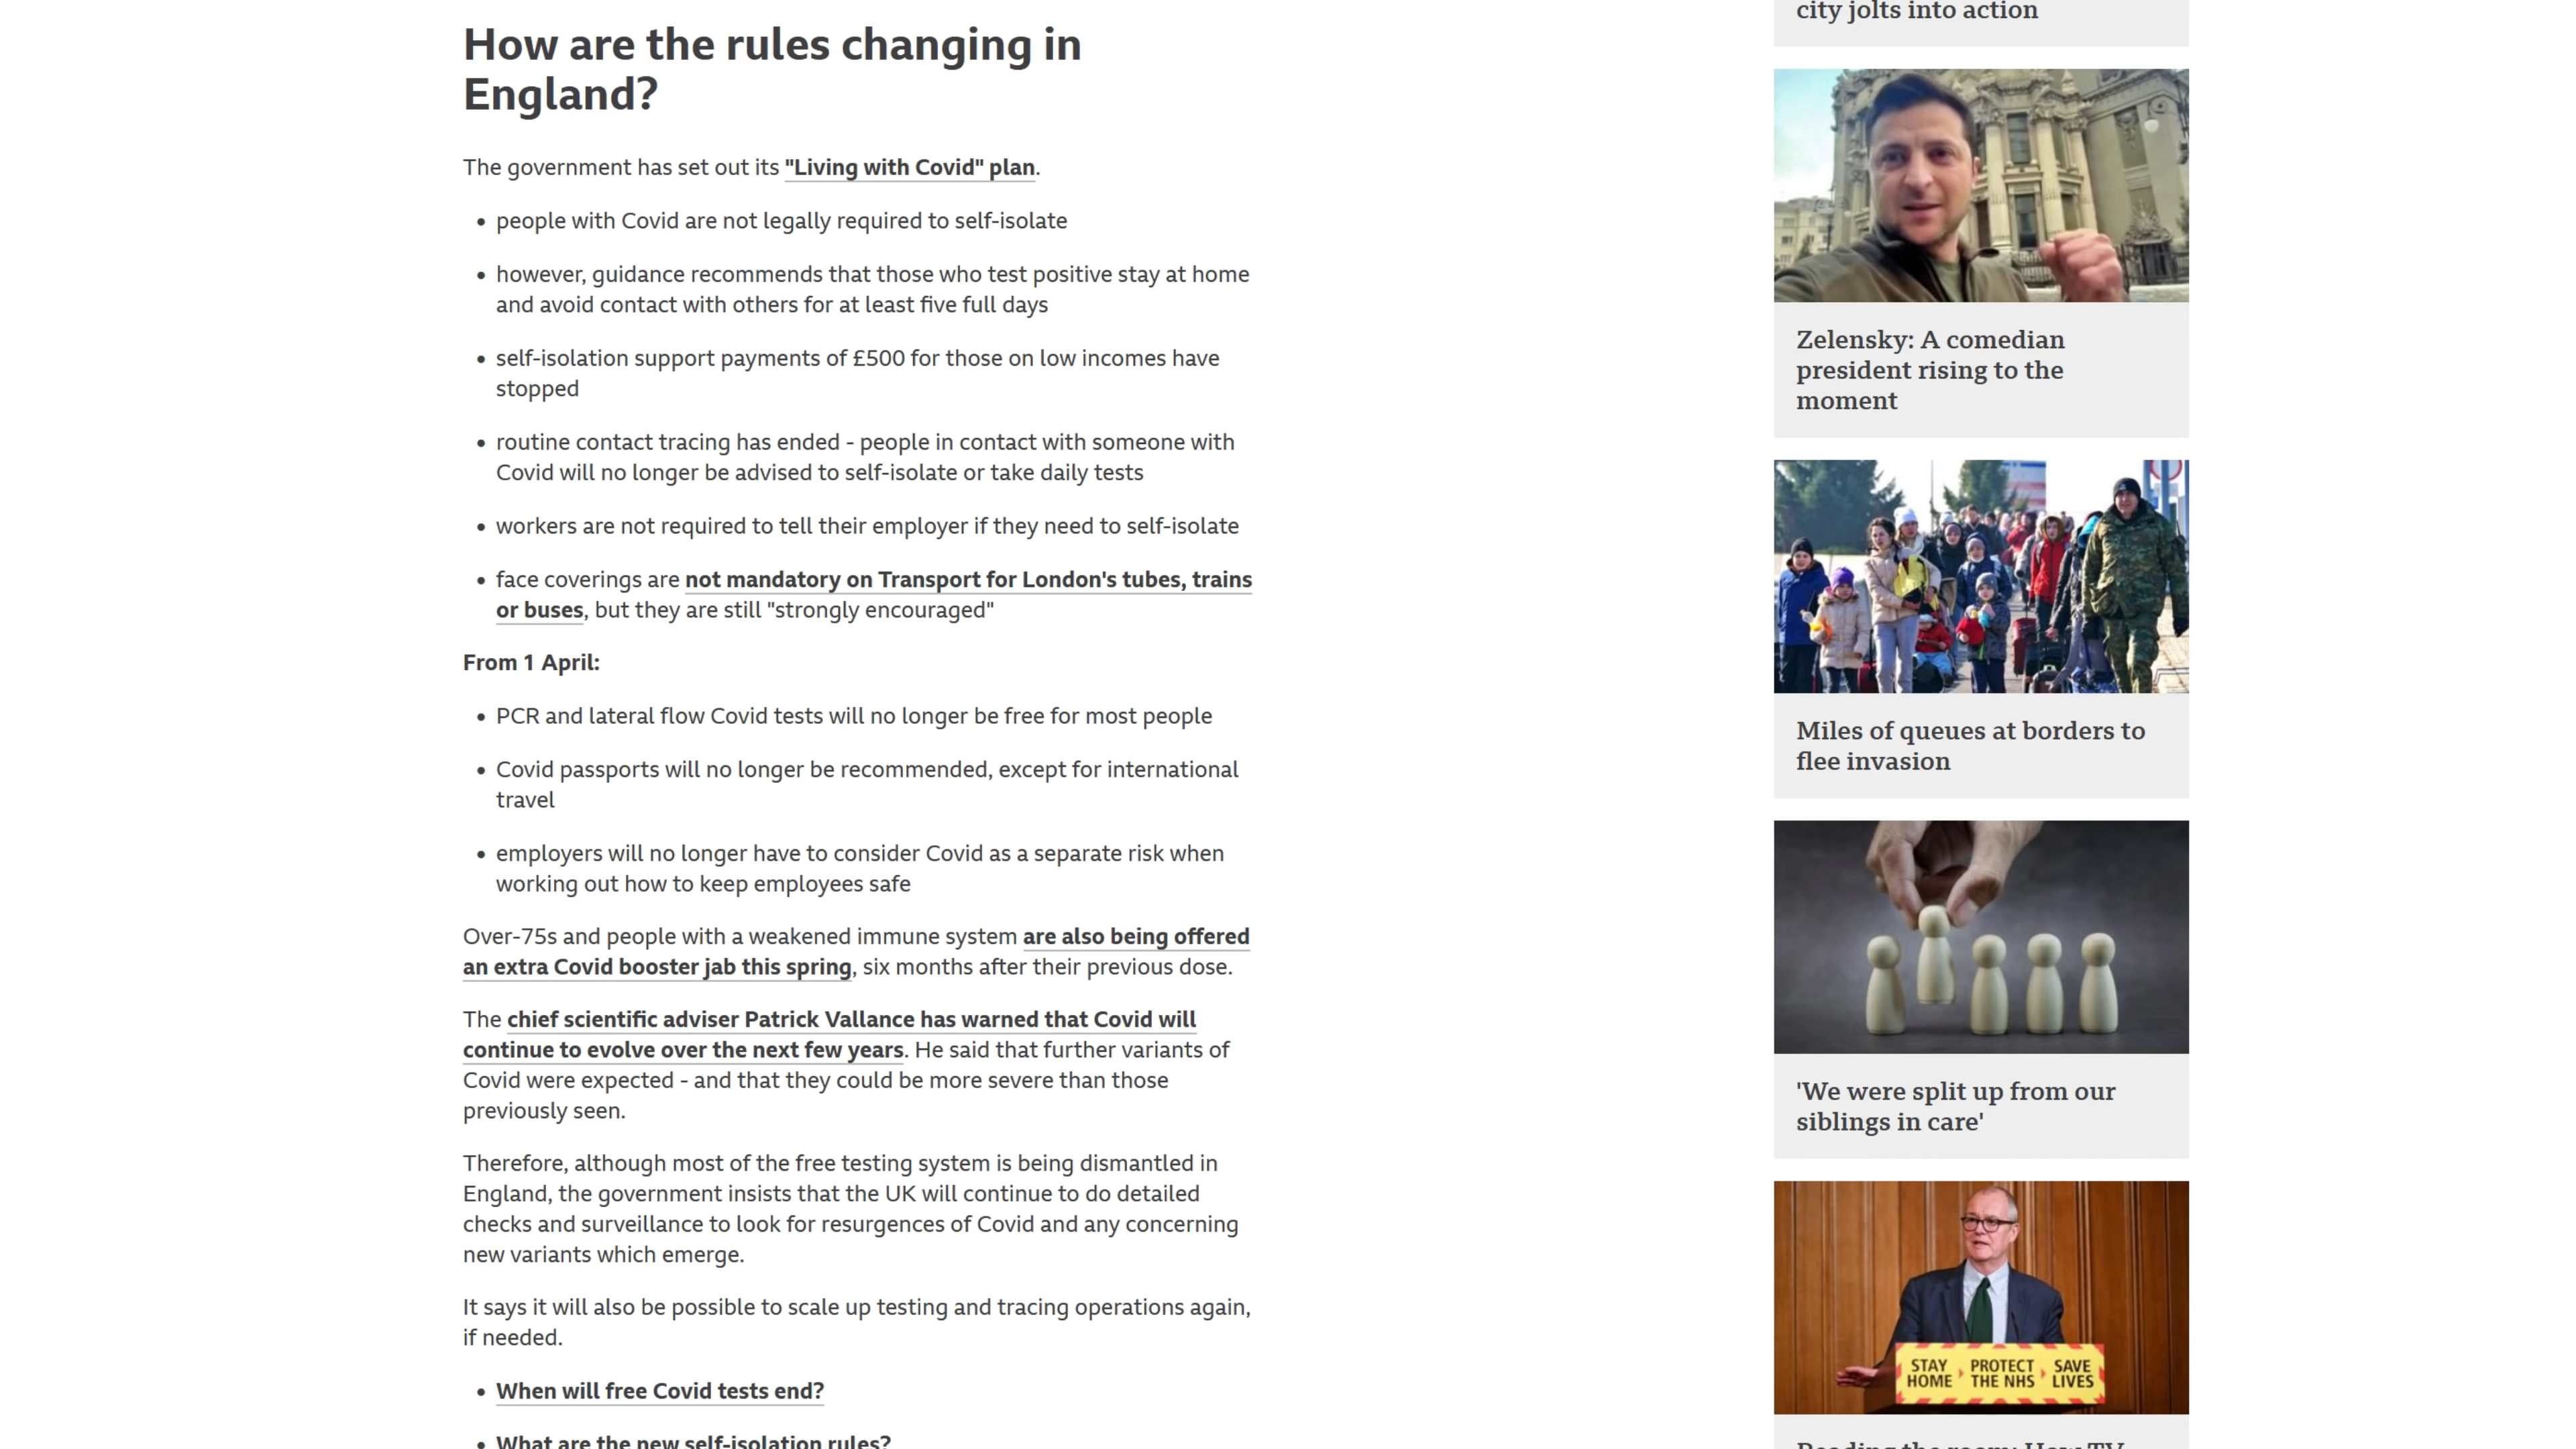 How are the rules changing in
England?
The government has set out its "Living with Covid" plan.
• people with Covid are not legally required to self-isolate
• however, guidance recommends that those who test positive stay at home
and avoid contact with others for at least five full days
• self-isolation support payments of £500 for those on low incomes have
stopped
• routine contact tracing has ended - people in contact with someone with
Covid will no longer be advised to self-isolate or take daily tests
• workers are not required to tell their employer if they need to self-isolate
• face coverings are not mandatory on Transport for London's tubes, trains
or buses, but they are still "strongly encouraged"
From 1 April:
• PCR and lateral flow Covid tests will no longer be free for most people
• Covid passports will no longer be recommended, except for international
travel
• employers will no longer have to consider Covid as a separate risk when
working out how to keep employees safe
Over-75s and people with a weakened immune system are also being offered
an extra Covid booster jab this spring, six months after their previous dose.
The chief scientific adviser Patrick Vallance has warned that Covid will
continue to evolve over the next few years. He said that further variants of
Covid were expected - and that they could be more severe than those
previously seen.
Therefore, although most of the free testing system is being dismantled in
England, the government insists that the UK will continue to do detailed
checks and surveillance to look for resurgences of Covid and any concerning
new variants which emerge.
It says it will also be possible to scale up testing and tracing operations again,
if needed.
• When will free Covid tests end?
• What are the new self-isolation rules?
city jolts into action
Zelensky: A comedian
president rising to the
moment
Miles of queues at borders to
flee invasion
'We were split up from our
siblings in care'
STAY PROTECT SAVE
HOME THE NHS LIVES
Reading the room: How TV